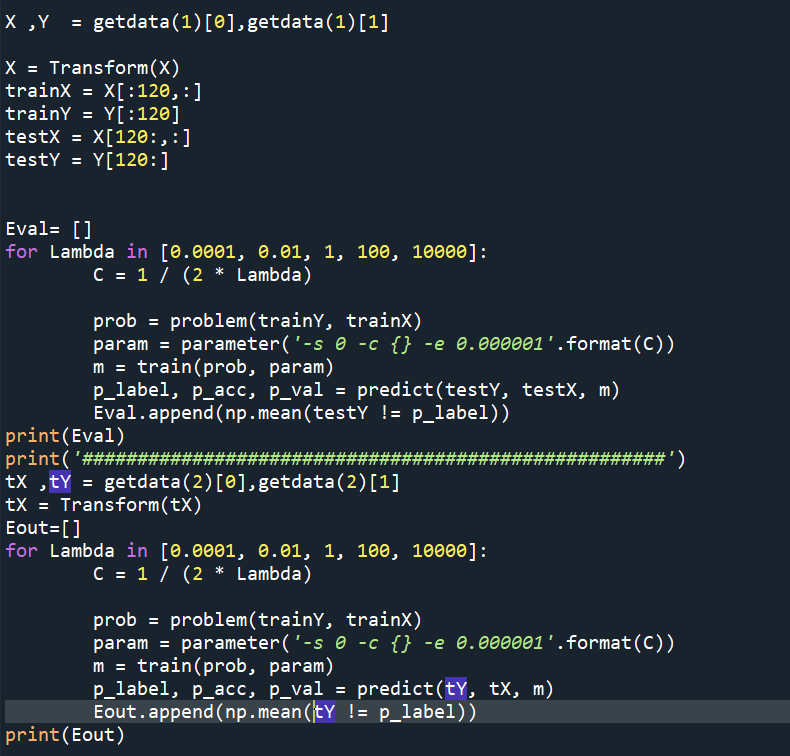 X ,Y  = getdata(1)[0],getdata(1)[1]
X = Transform(X)
trainX = X[:120,:]
trainY = Y[:120]
testX = X[120:,:]
testY = Y[120:]
Eval= []
for Lambda in [0.0001, 0.01, 1, 100, 10000]:
        C = 1 / (2 * Lambda)
        prob = problem(trainY, trainX)
        param = parameter('-s 0 -c {} -e 0.000001'.format(C))
        m = train(prob, param)
        p_label, p_acc, p_val = predict(testY, testX, m)
        Eval.append(np.mean(testY != p_label))
print(Eval)
print('#####################################################')
tX ,tY = getdata(2)[0],getdata(2)[1]
tX = Transform(tX)
Eout=[]
for Lambda in [0.0001, 0.01, 1, 100, 10000]:
        C = 1 / (2 * Lambda)
        prob = problem(trainY, trainX)
        param = parameter('-s 0 -c {} -e 0.000001'.format(C))
        m = train(prob, param)
        p_label, p_acc, p_val = predict(tY, tX, m)
        Eout.append(np.mean(tY != p_label))
print(Eout)